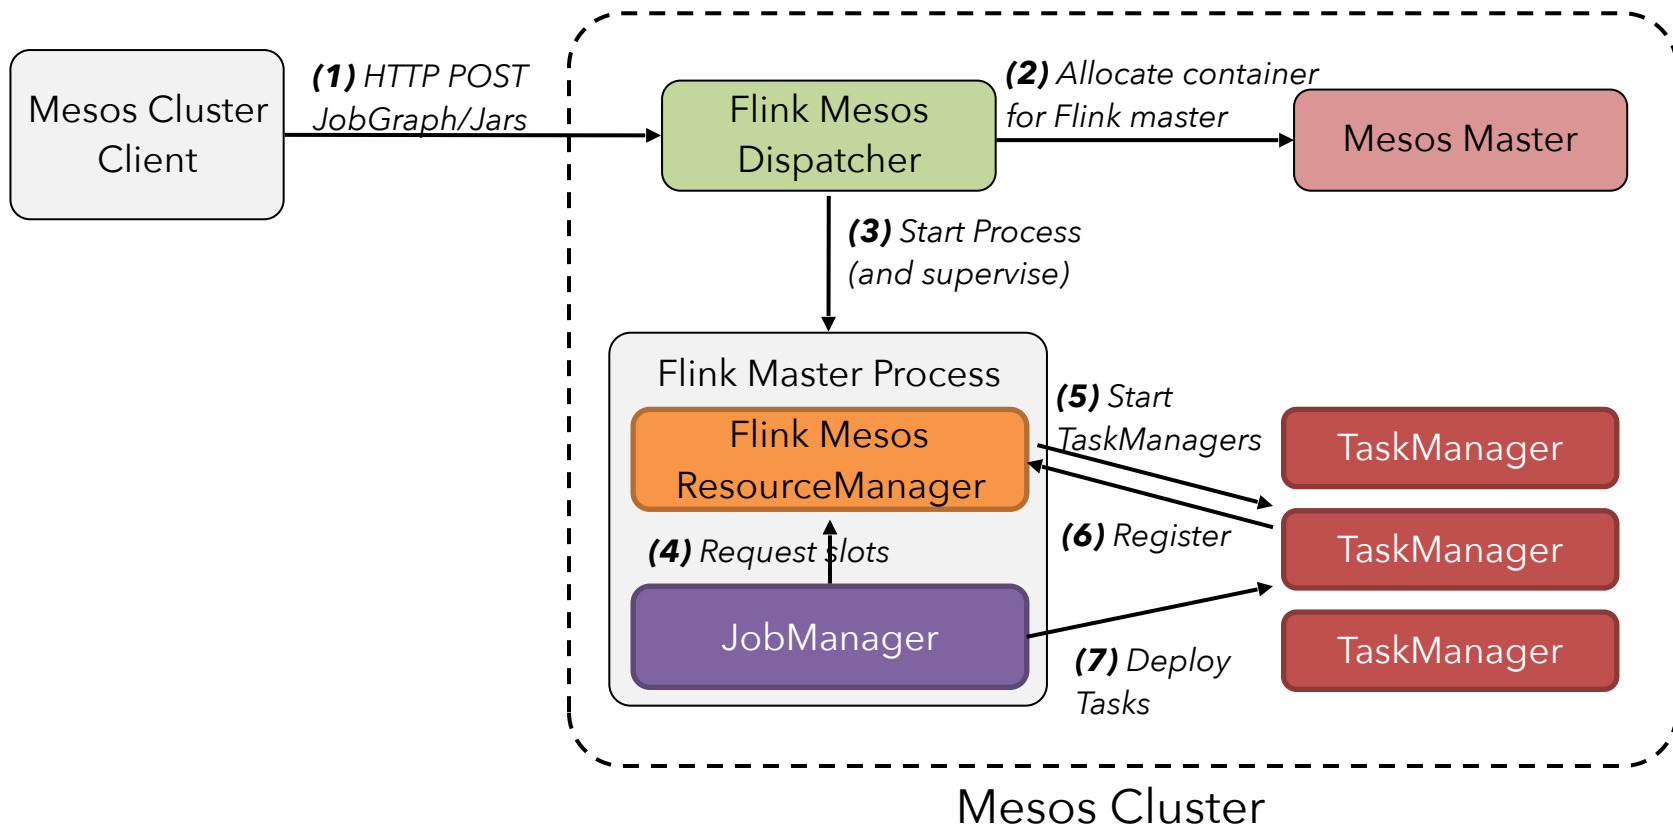 Mesos Cluster
Client
(1) HTTP POST
JobGraph/Jars
Flink Mesos
Dispatcher
(2) Allocate container
for Flink master
Mesos Master
(3) Start Process
(and supervise)
Flink Master Process
Flink Mesos
ResourceManager
(4) Request slots
JobManager
(5) Start
TaskManagers
(6) Register
(7) Deploy
Tasks
TaskManager
TaskManager
TaskManager
Mesos Cluster